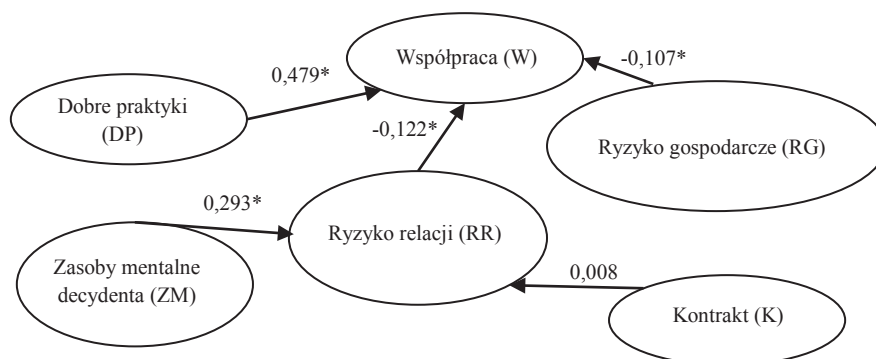 Współpraca (W)
-0,107*
0,479*
Dobre praktyki
(DP)
-0,122*
Ryzyko gospodarcze (RG)
0,293*
Ryzyko relacji (RR)
Zasoby mentalne
decydenta (ZM)
0,008
Kontrakt (K)